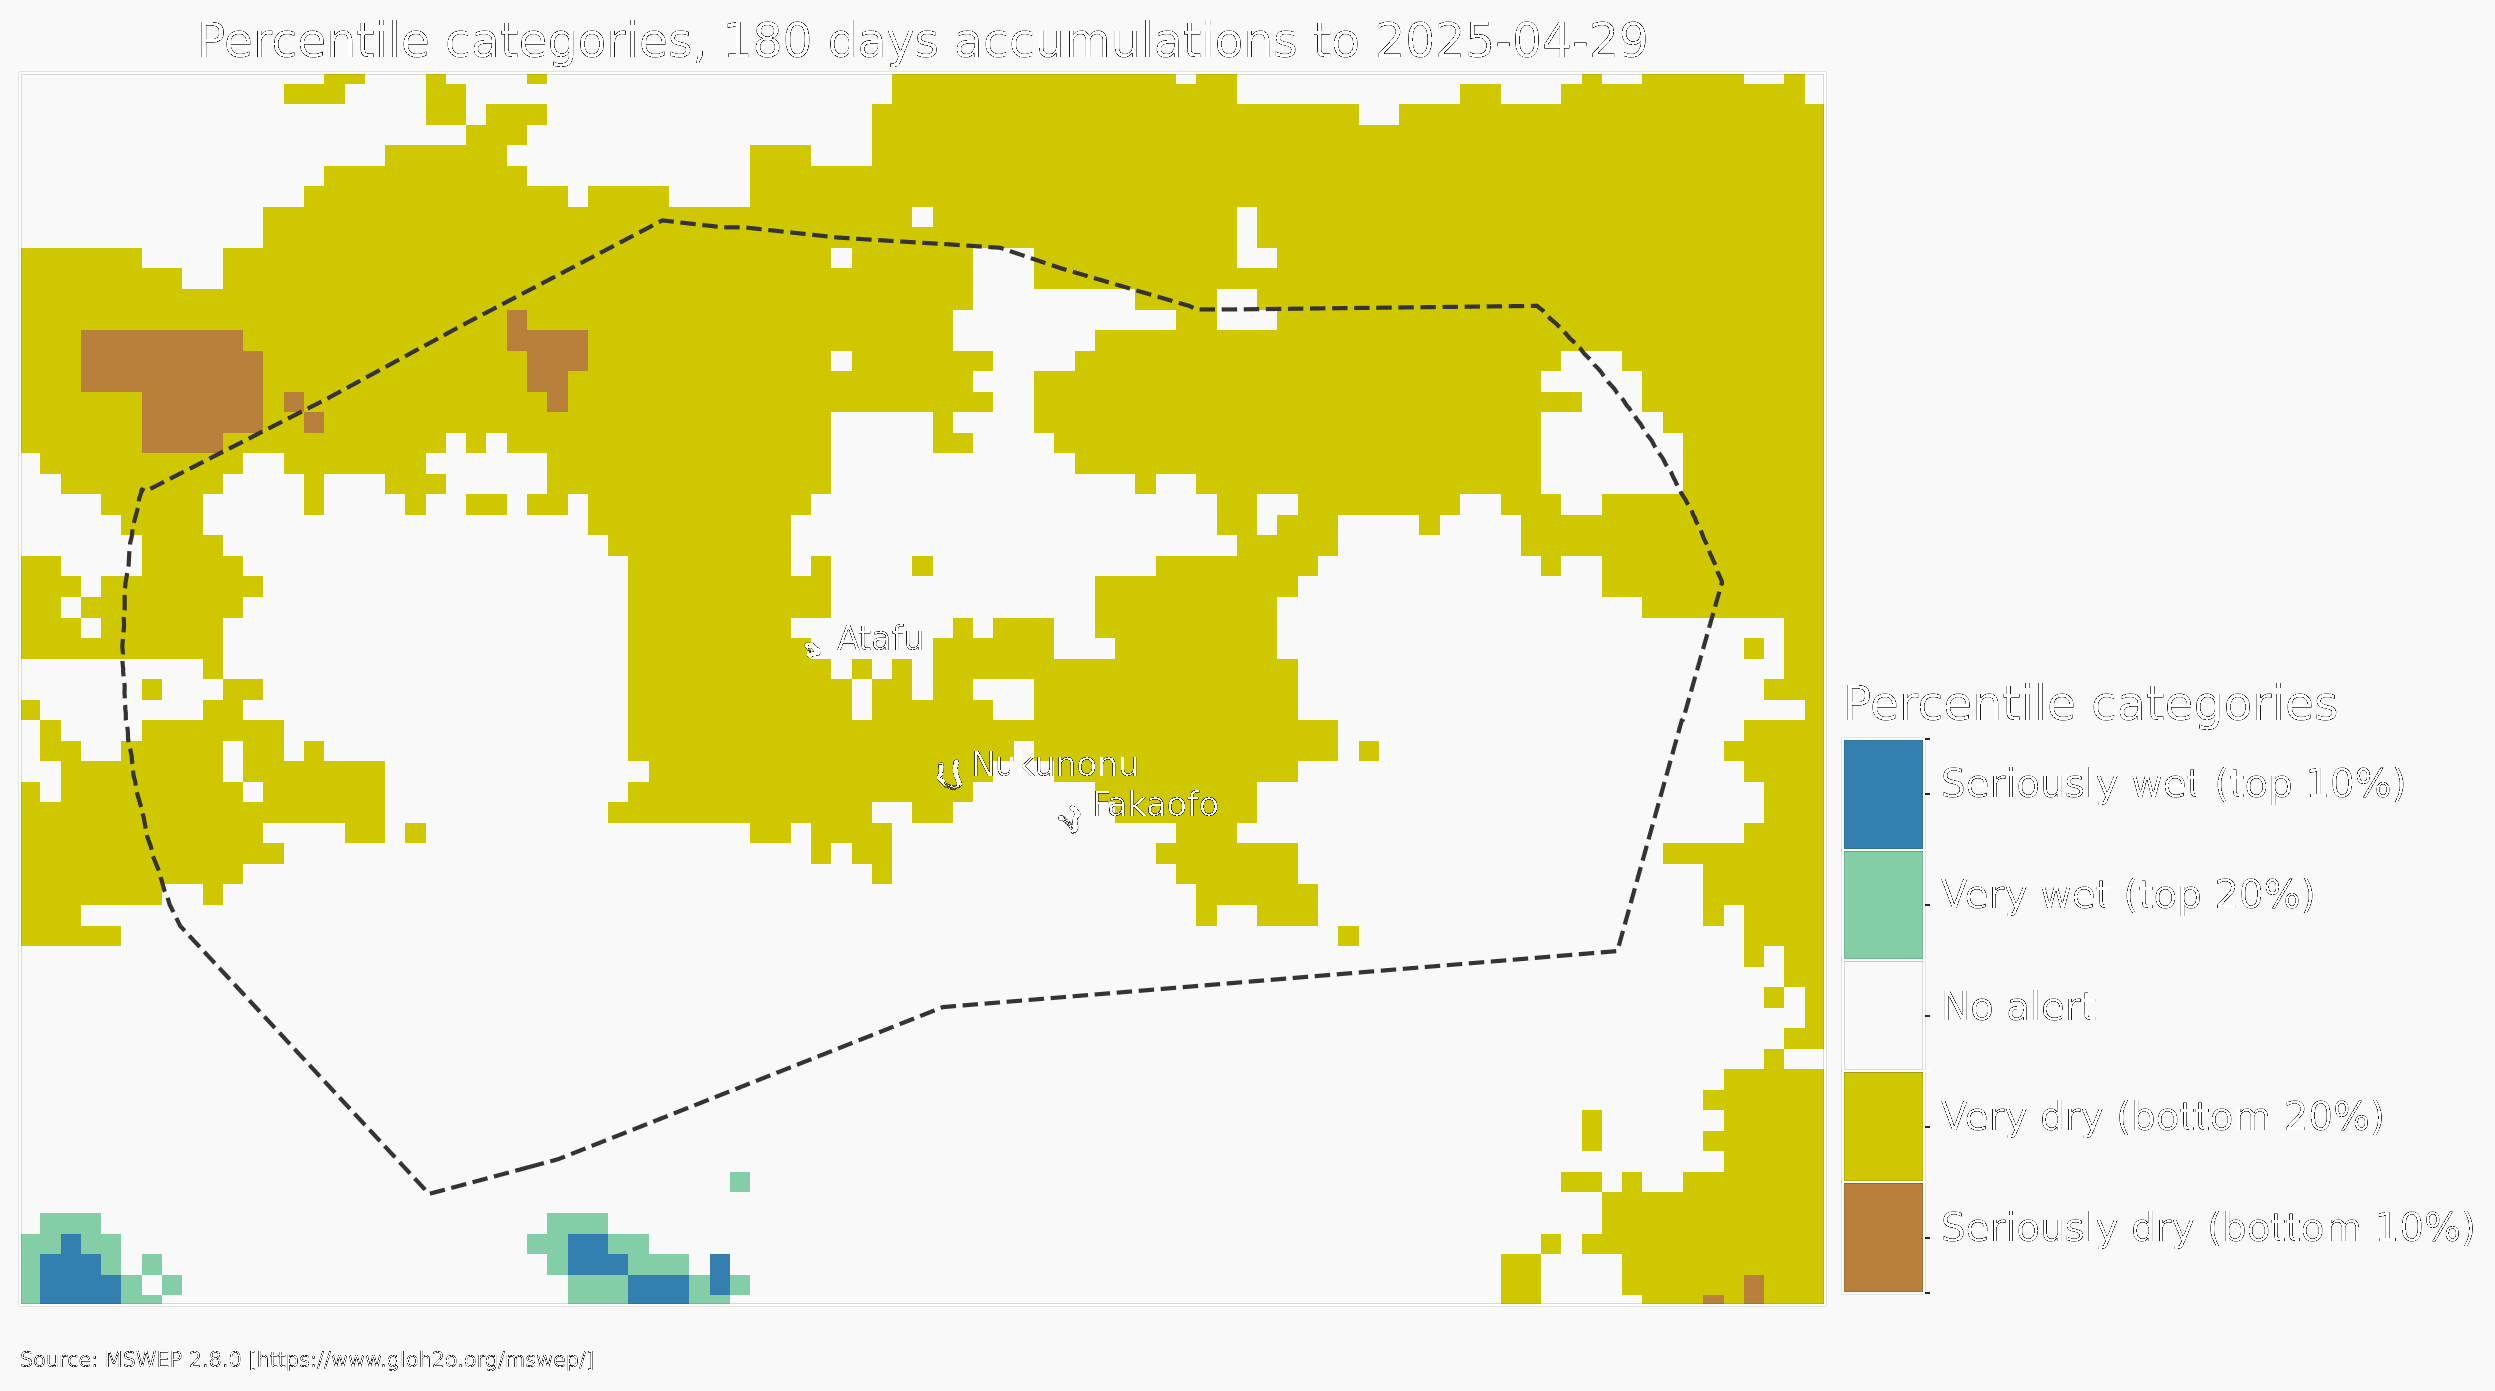 Percentile categories, 180 days accumulations to 2025-04-29
Atafu
Nukunonu
Fakaofo
Percentile categories
Seriously wet (top 10%)
Very wet (top 20%)
No alert
Very dry (bottom 20%)
Seriously dry (bottom 10%)
Source: MSWEP 2.8.0 [https://www.gloh2o.org/mswep/]